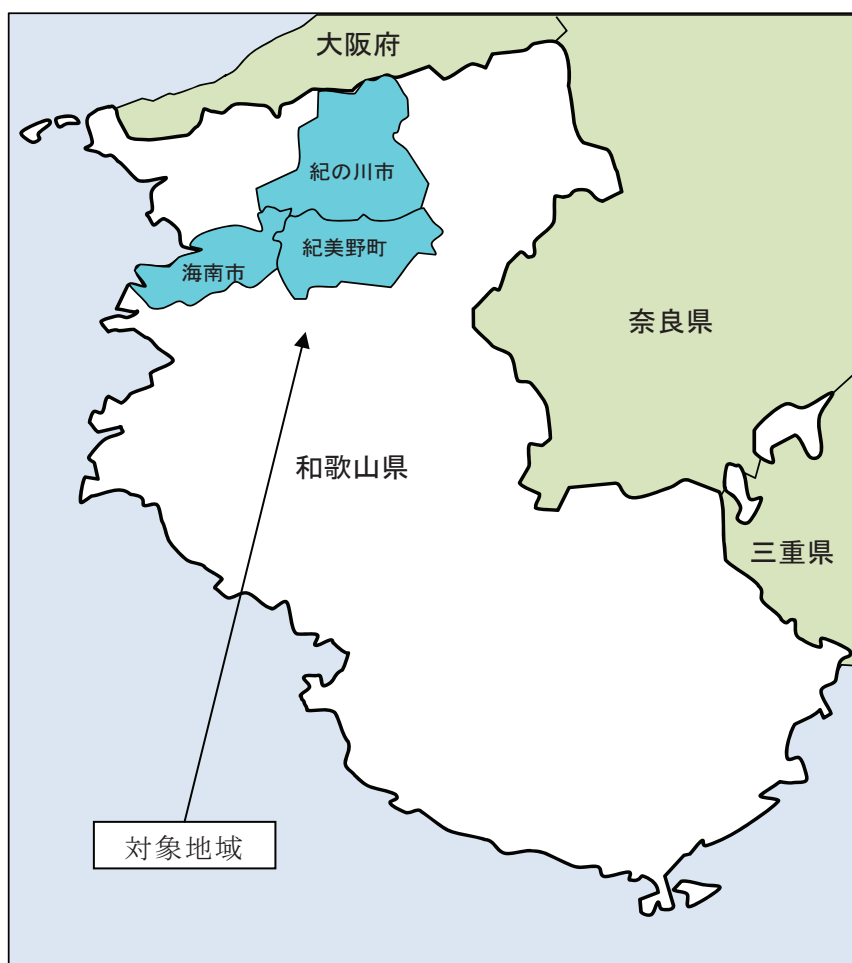 大阪府
紀の川市
紀美野町
海南市
奈良県
和歌山県
三重県
対象地域